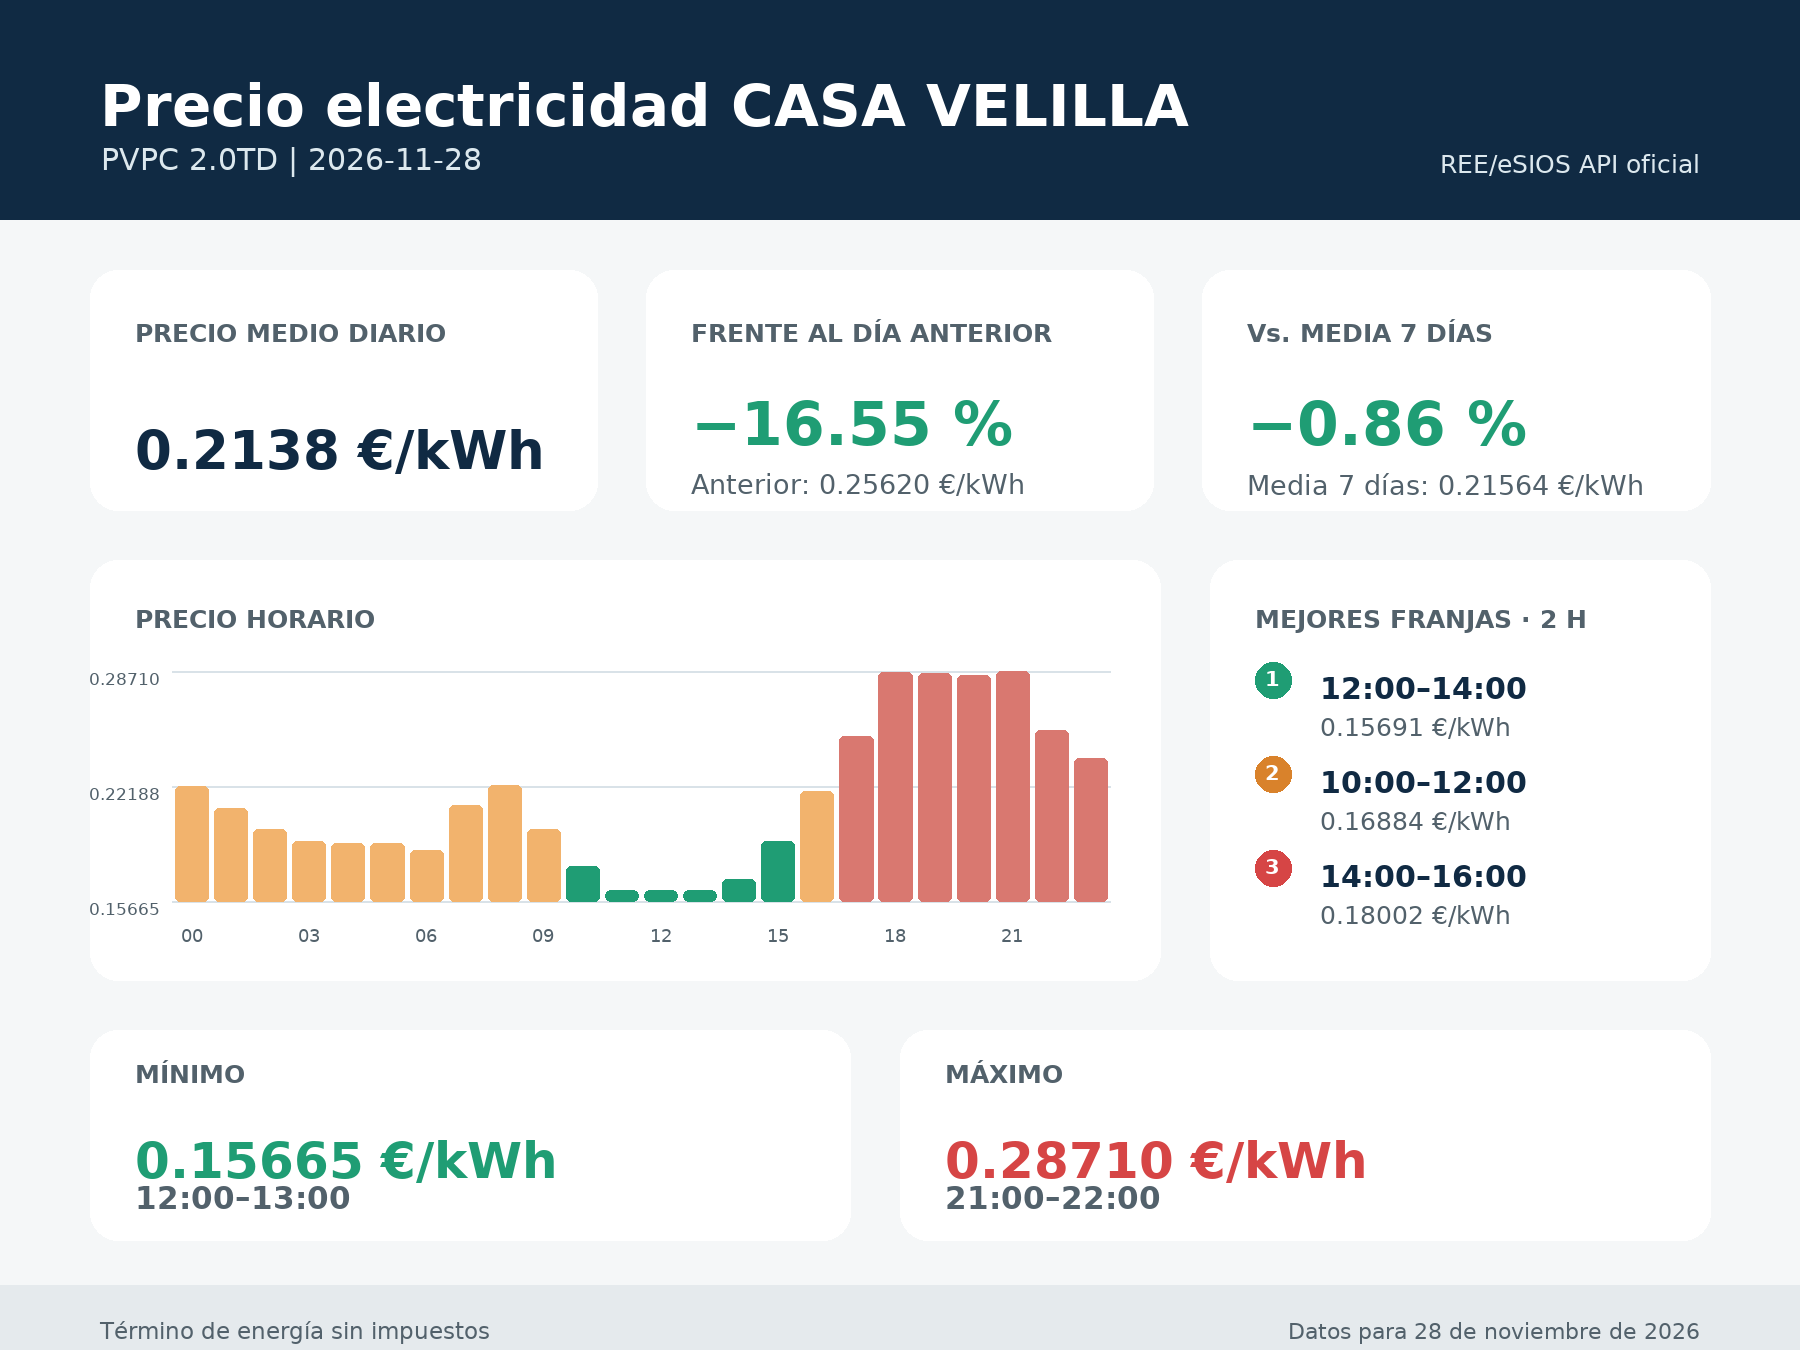 Precio electricidad CASA VELILLA
PVPC 2.0TD | 2026-11-28
REE/eSIOS API oficial
PRECIO MEDIO DIARIO
0.2138 €/kWh
FRENTE AL DÍA ANTERIOR
−16.55 %
Anterior: 0.25620 €/kWh
Vs. MEDIA 7 DÍAS
−0.86 %
Media 7 días: 0.21564 €/kWh
PRECIO HORARIO
0.28710
0.22188
0.15665
00 03 06 09 12 15 18 21
MEJORES FRANJAS · 2 H
1 12:00–14:00
0.15691 €/kWh
2 10:00–12:00
0.16884 €/kWh
3 14:00–16:00
0.18002 €/kWh
MÍNIMO
0.15665 €/kWh
12:00–13:00
MÁXIMO
0.28710 €/kWh
21:00–22:00
Término de energía sin impuestos
Datos para 28 de noviembre de 2026